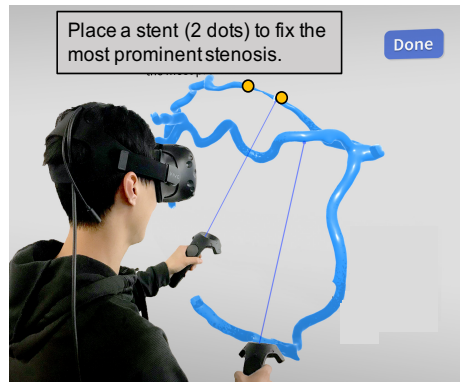 Place a stent (2 dots) to fix the
most prominent stenosis.
Done